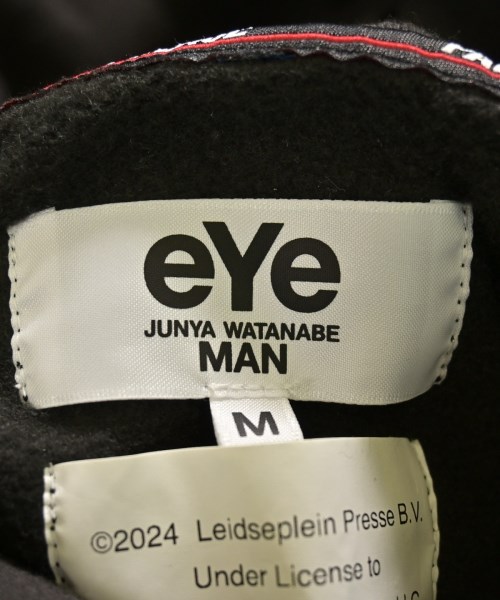 eYe
JUNYA WATANABE
MAN
M
©2024 Leidseplein Presse B.V.
Under License to